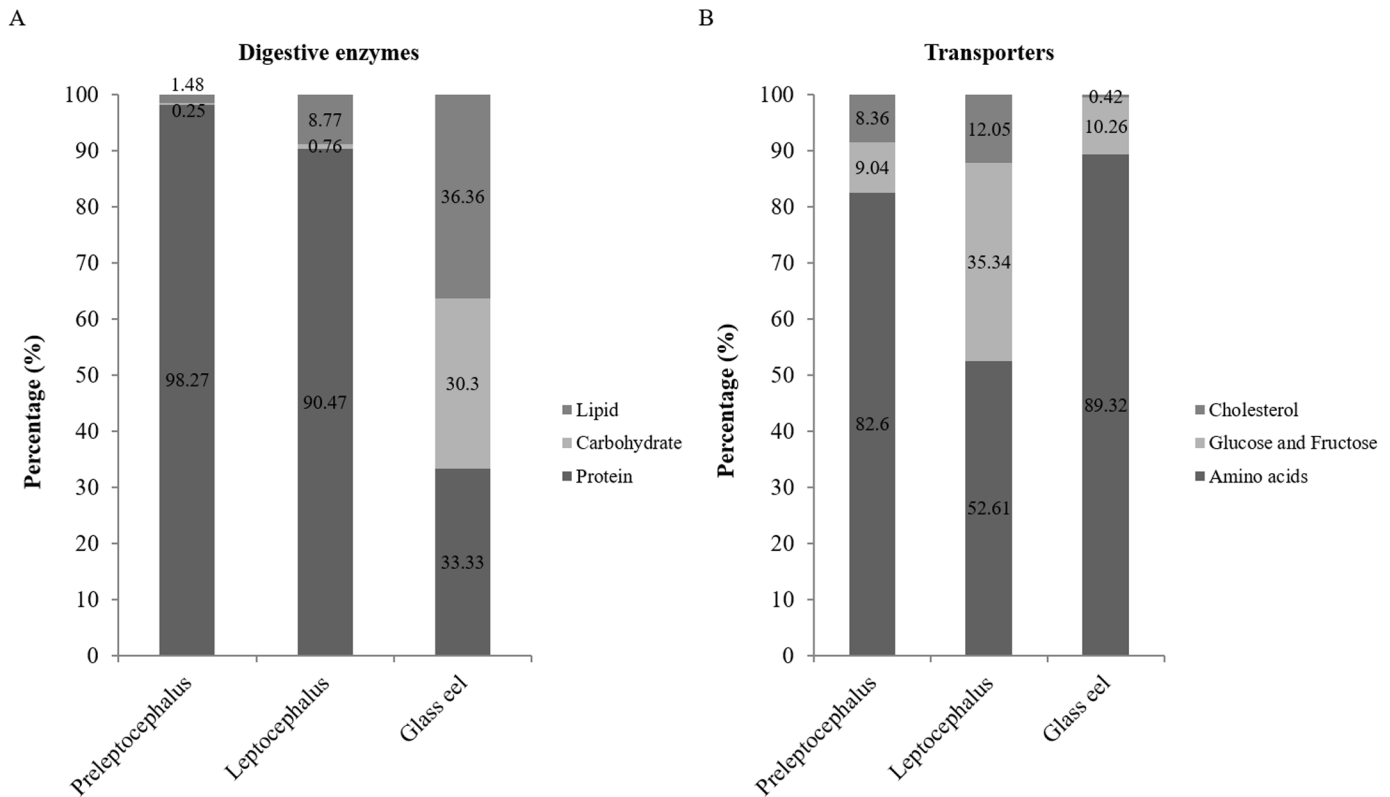 A
Digestive enzymes
Percentage (%)
100
90
80
70
60
50
40
30
20
10
0
1.48
0.25
98.27
8.77
0.76
90.47
36.36
30.3
33.33
Preleptocephalus
Leptocephalus
Glass eel
Lipid
Carbohydrate
Protein
B
Transporters
Percentage (%)
100
90
80
70
60
50
40
30
20
10
0
8.36
9.04
82.6
12.05
35.34
52.61
0.42
10.26
89.32
Preleptocephalus
Leptocephalus
Glass eel
Cholesterol
Glucose and Fructose
Amino acids